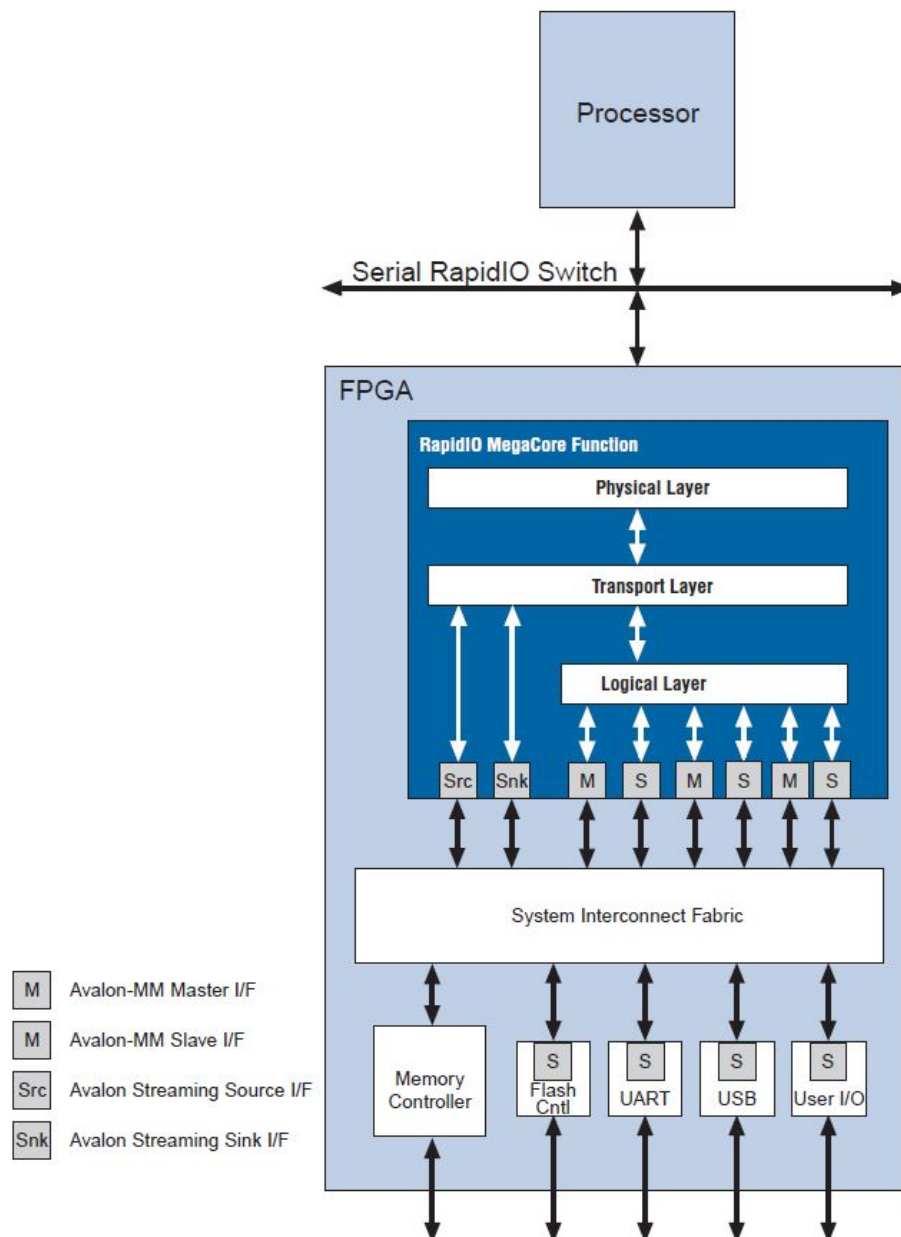 Processor
Serial RapidIO Switch
FPGA
RapidIO MegaCore Function
Physical Layer
Transport Layer
Logical Layer
Src Snk M S M S M S
System Interconnect Fabric
M Avalon-MM Master I/F
M Avalon-MM Slave I/F
Src Avalon Streaming Source I/F
Snk Avalon Streaming Sink I/F
Memory
Controller
S
Flash
Cntl
S
UART
S
USB
S
User I/O